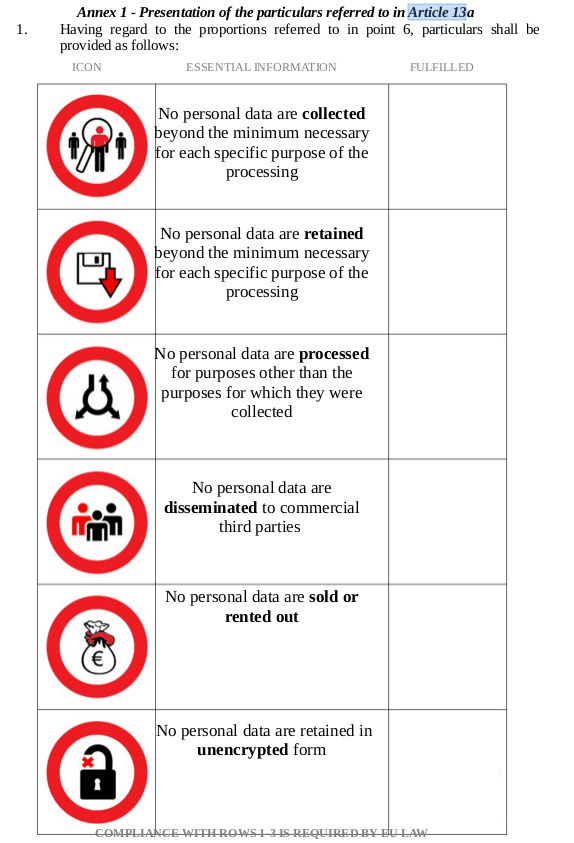 Annex 1 - Presentation of the particulars referred to in Article 13a
1. Having regard to the proportions referred to in point 6, particulars shall be
provided as follows:
ICON ESSENTIAL INFORMATION FULFILLED
No personal data are collected
beyond the minimum necessary
for each specific purpose of the
processing
No personal data are retained
beyond the minimum necessary
for each specific purpose of the
processing
No personal data are processed
for purposes other than the
purposes for which they were
collected
No personal data are
disseminated to commercial
third parties
No personal data are sold or
rented out
€
No personal data are retained in
unencrypted form
COMPLIANCE WITH ROWS 1-3 IS REQUIRED BY EU LAW